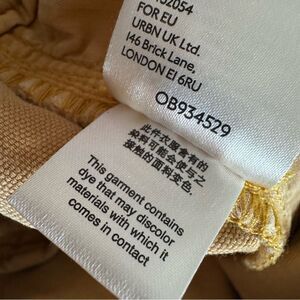 FOR EU
URBN UK Ltd.
146 Brick Lane,
LONDON E1 6RU
OB934529
此件衣服含有的
染料可能会与与之
接触的面料变色.
This garment contains
dye that may discolor
materials with which it
comes in contact